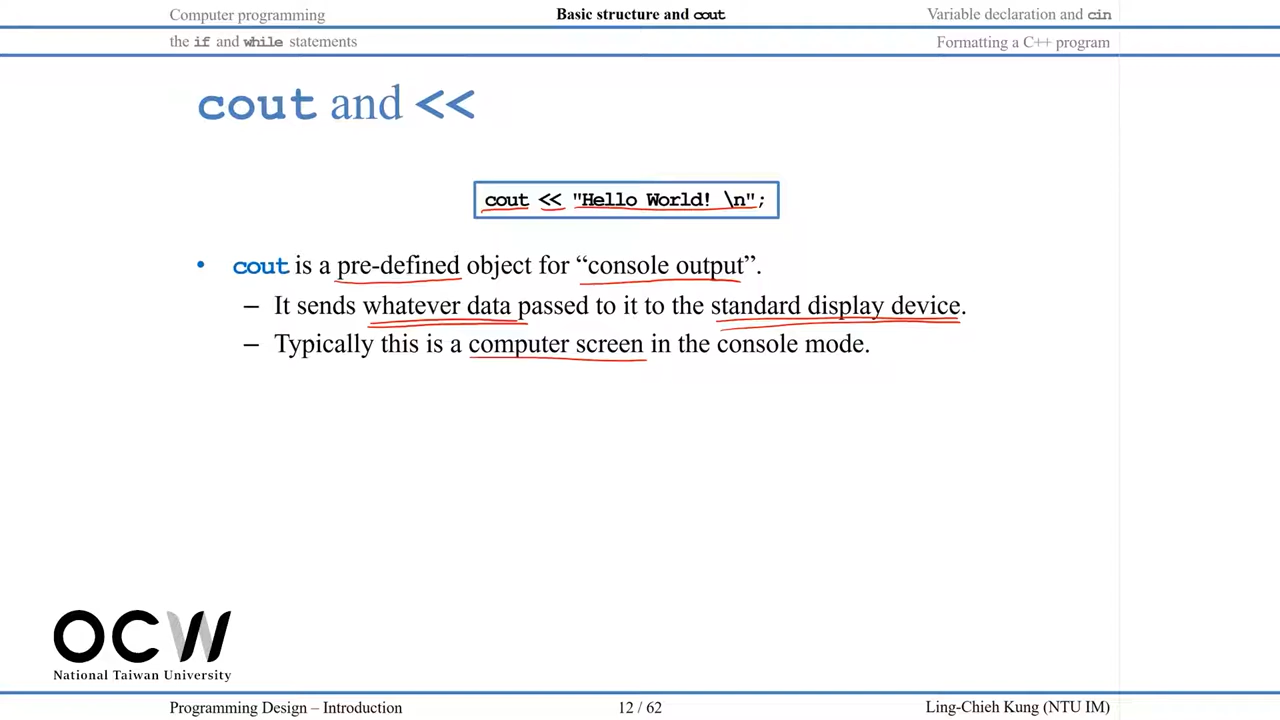 Computer programming
Basic structure and cout
Variable declaration and cin
the if and while statements
Formatting a C++ program
cout and <<
cout << "Hello World! \n";
• cout is a pre-defined object for “console output”.
– It sends whatever data passed to it to the standard display device.
– Typically this is a computer screen in the console mode.
OCW
National Taiwan University
Programming Design – Introduction
12 / 62
Ling-Chieh Kung (NTU IM)